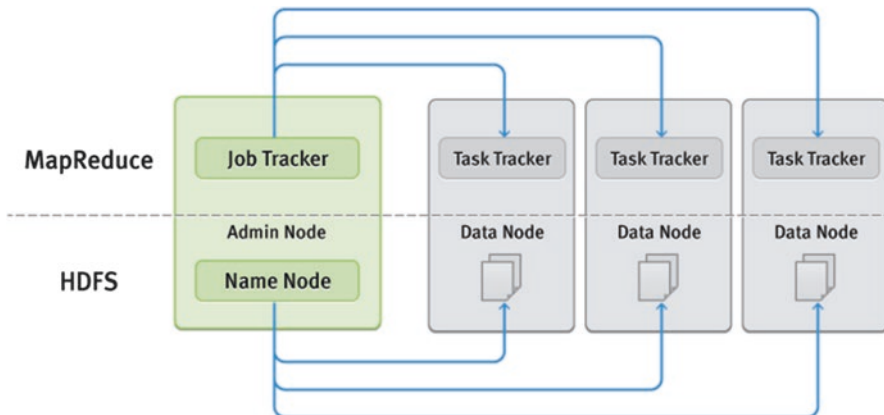 MapReduce
Job Tracker
Task Tracker
Task Tracker
Task Tracker
Admin Node
Data Node
Data Node
Data Node
HDFS
Name Node